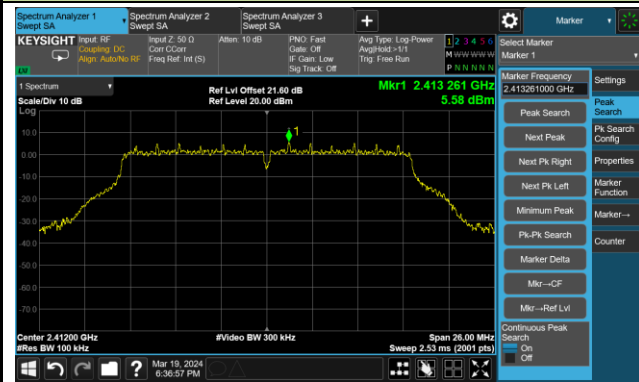 Spectrum Analyzer 1
Swept SA
Spectrum Analyzer 2
Swept SA
Spectrum Analyzer 3
Swept SA
Marker
KEYSIGHT
Input: RF
Coupling: DC
Align: Auto/No RF
Input Z: 50 Ω
Corr CCorr
Freq Ref: Int (S)
Atten: 10 dB
PNO: Fast
Gate: Off
IF Gain: Low
Sig Track: Off
Avg Type: Log-Power
Avg|Hold:>1/1
Trig: Free Run
1 2 3 4 5 6
M W W W W W
P N N N N N
LXI
Select Marker
Marker 1
1 Spectrum
Scale/Div 10 dB
Log
Ref Lvl Offset 21.60 dB
Ref Level 20.00 dBm
Mkr1 2.413 261 GHz
5.58 dBm
1
10.0
0.00
-10.0
-20.0
-30.0
-40.0
-50.0
-60.0
-70.0
Center 2.41200 GHz
#Res BW 100 kHz
#Video BW 300 kHz
Span 26.00 MHz
Sweep 2.53 ms (2001 pts)
Marker Frequency
2.413261000 GHz
Peak Search
Next Peak
Next Pk Right
Next Pk Left
Minimum Peak
Pk-Pk Search
Marker Delta
Mkr→CF
Mkr→Ref Lvl
Continuous Peak
Search
On
Off
Settings
Peak
Search
Pk Search
Config
Properties
Marker
Function
Marker→
Counter
Mar 19, 2024
6:36:57 PM